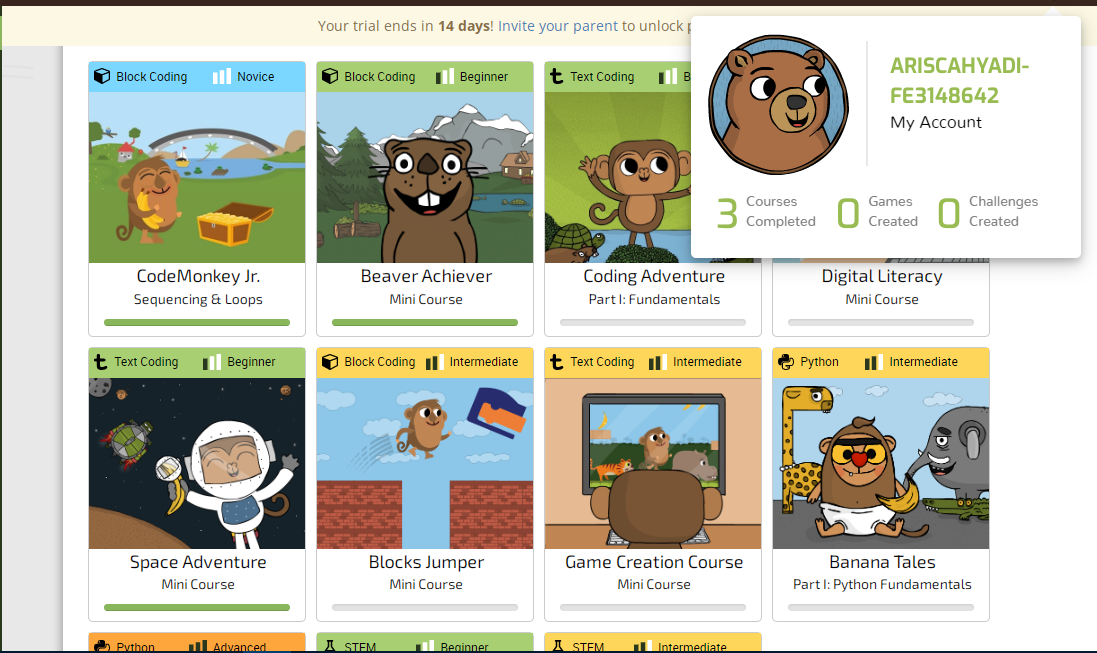 Your trial ends in 14 days! Invite your parent to unlock
ARISCAHYADI-
FE3148642
My Account
3 Courses Completed
0 Games Created
0 Challenges Created
Block Coding Novice
Block Coding Beginner
Text Coding
CodeMonkey Jr.
Sequencing & Loops
Beaver Achiever
Mini Course
Coding Adventure
Part I: Fundamentals
Digital Literacy
Mini Course
Text Coding Beginner
Block Coding Intermediate
Text Coding Intermediate
Python Intermediate
Space Adventure
Mini Course
Blocks Jumper
Mini Course
Game Creation Course
Mini Course
Banana Tales
Part I: Python Fundamentals
Python Advanced
STEM Beginner
STEM Intermediate